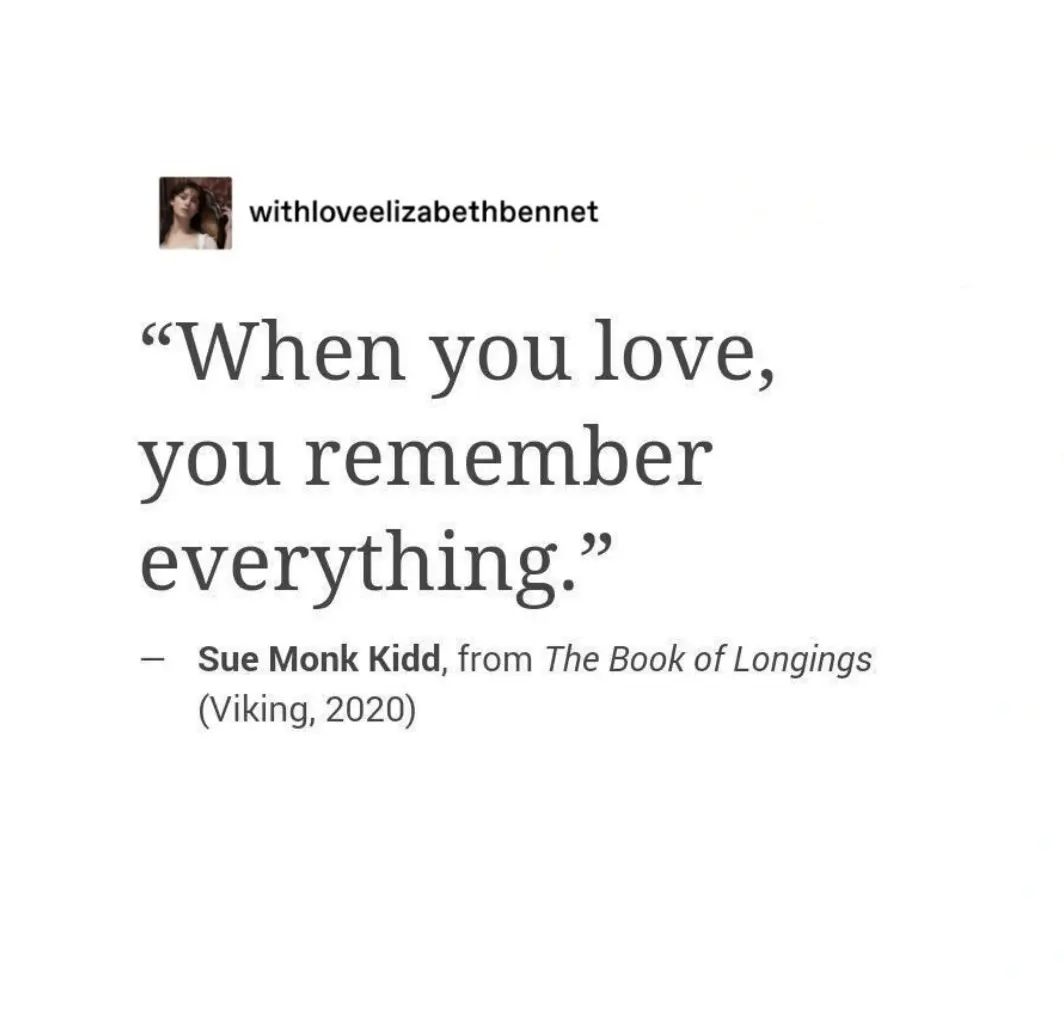 withloveelizabethbennet
“When you love,
you remember
everything.”
— Sue Monk Kidd, from The Book of Longings
(Viking, 2020)